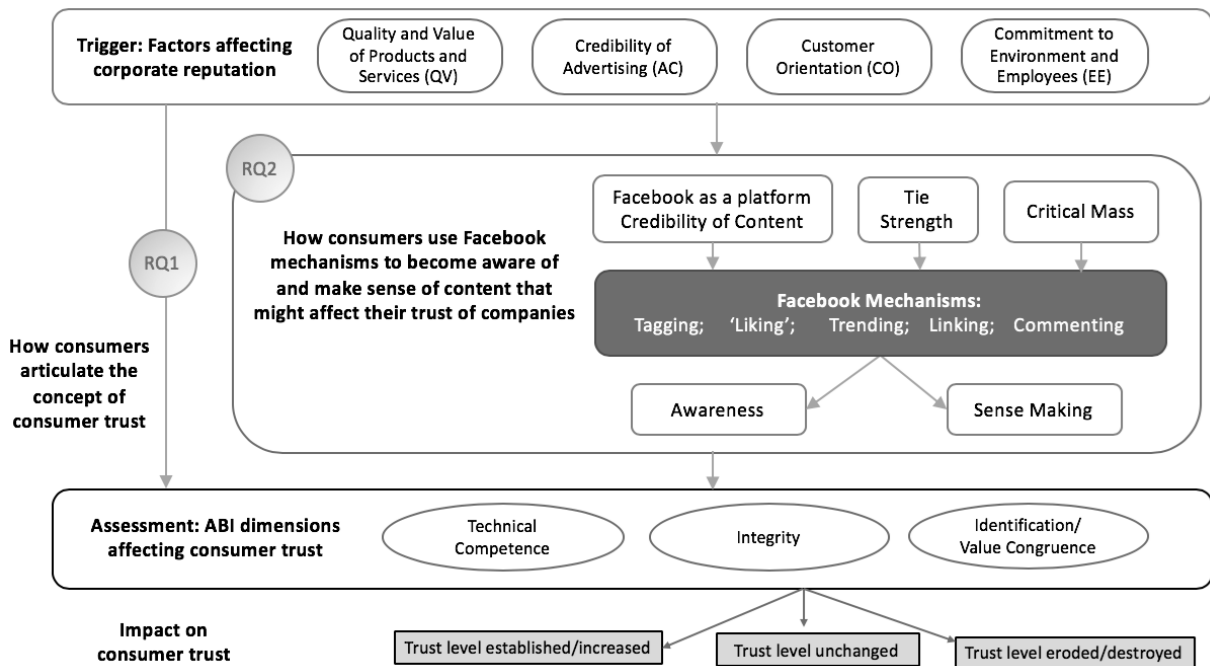 Trigger: Factors affecting
corporate reputation
Quality and Value
of Products and
Services (QV)
Credibility of
Advertising (AC)
Customer
Orientation (CO)
Commitment to
Environment and
Employees (EE)
RQ2
How consumers use Facebook
mechanisms to become aware of
and make sense of content that
might affect their trust of companies
Facebook as a platform
Credibility of Content
Tie
Strength
Critical Mass
Facebook Mechanisms:
Tagging; ‘Liking’; Trending; Linking; Commenting
Awareness
Sense Making
RQ1
How consumers
articulate the
concept of
consumer trust
Assessment: ABI dimensions
affecting consumer trust
Technical
Competence
Integrity
Identification/
Value Congruence
Impact on
consumer trust
Trust level established/increased
Trust level unchanged
Trust level eroded/destroyed